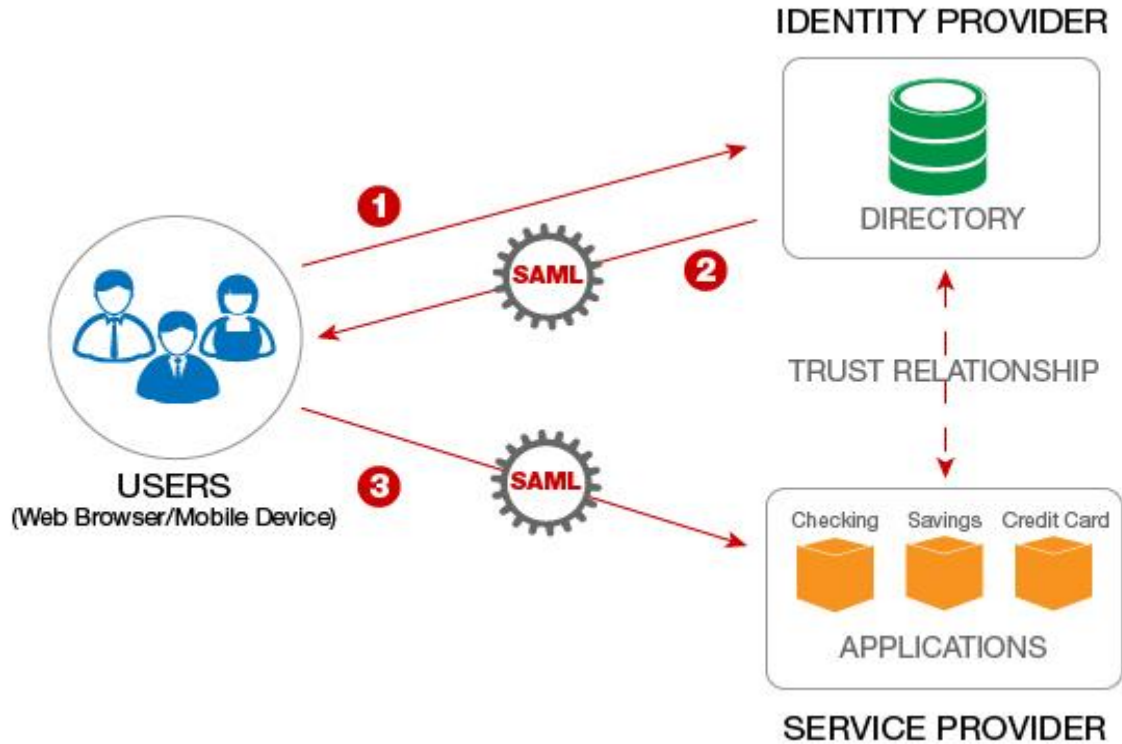 IDENTITY PROVIDER
DIRECTORY
1
SAML
2
TRUST RELATIONSHIP
USERS
(Web Browser/Mobile Device)
3
SAML
Checking Savings Credit Card
APPLICATIONS
SERVICE PROVIDER